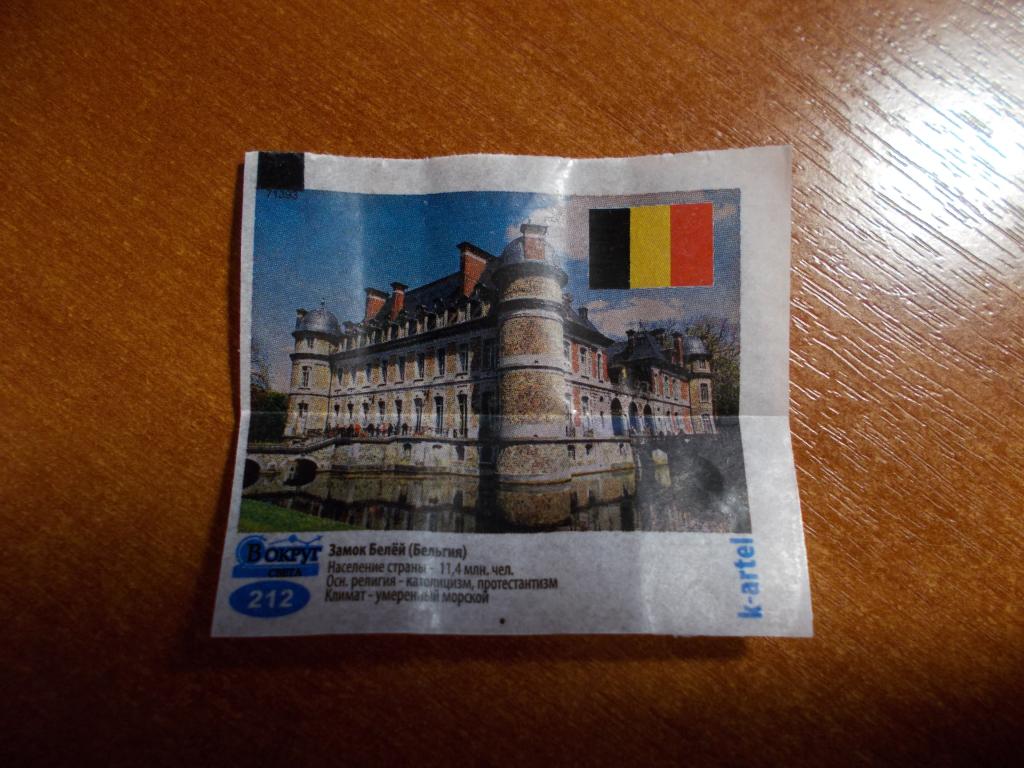 Замок Белёй (Бельгия)
Население страны - 11,4 млн. чел.
Осн. религия - католицизм, протестантизм
Климат - умеренный морской
Вокруг
света
212
k-artel